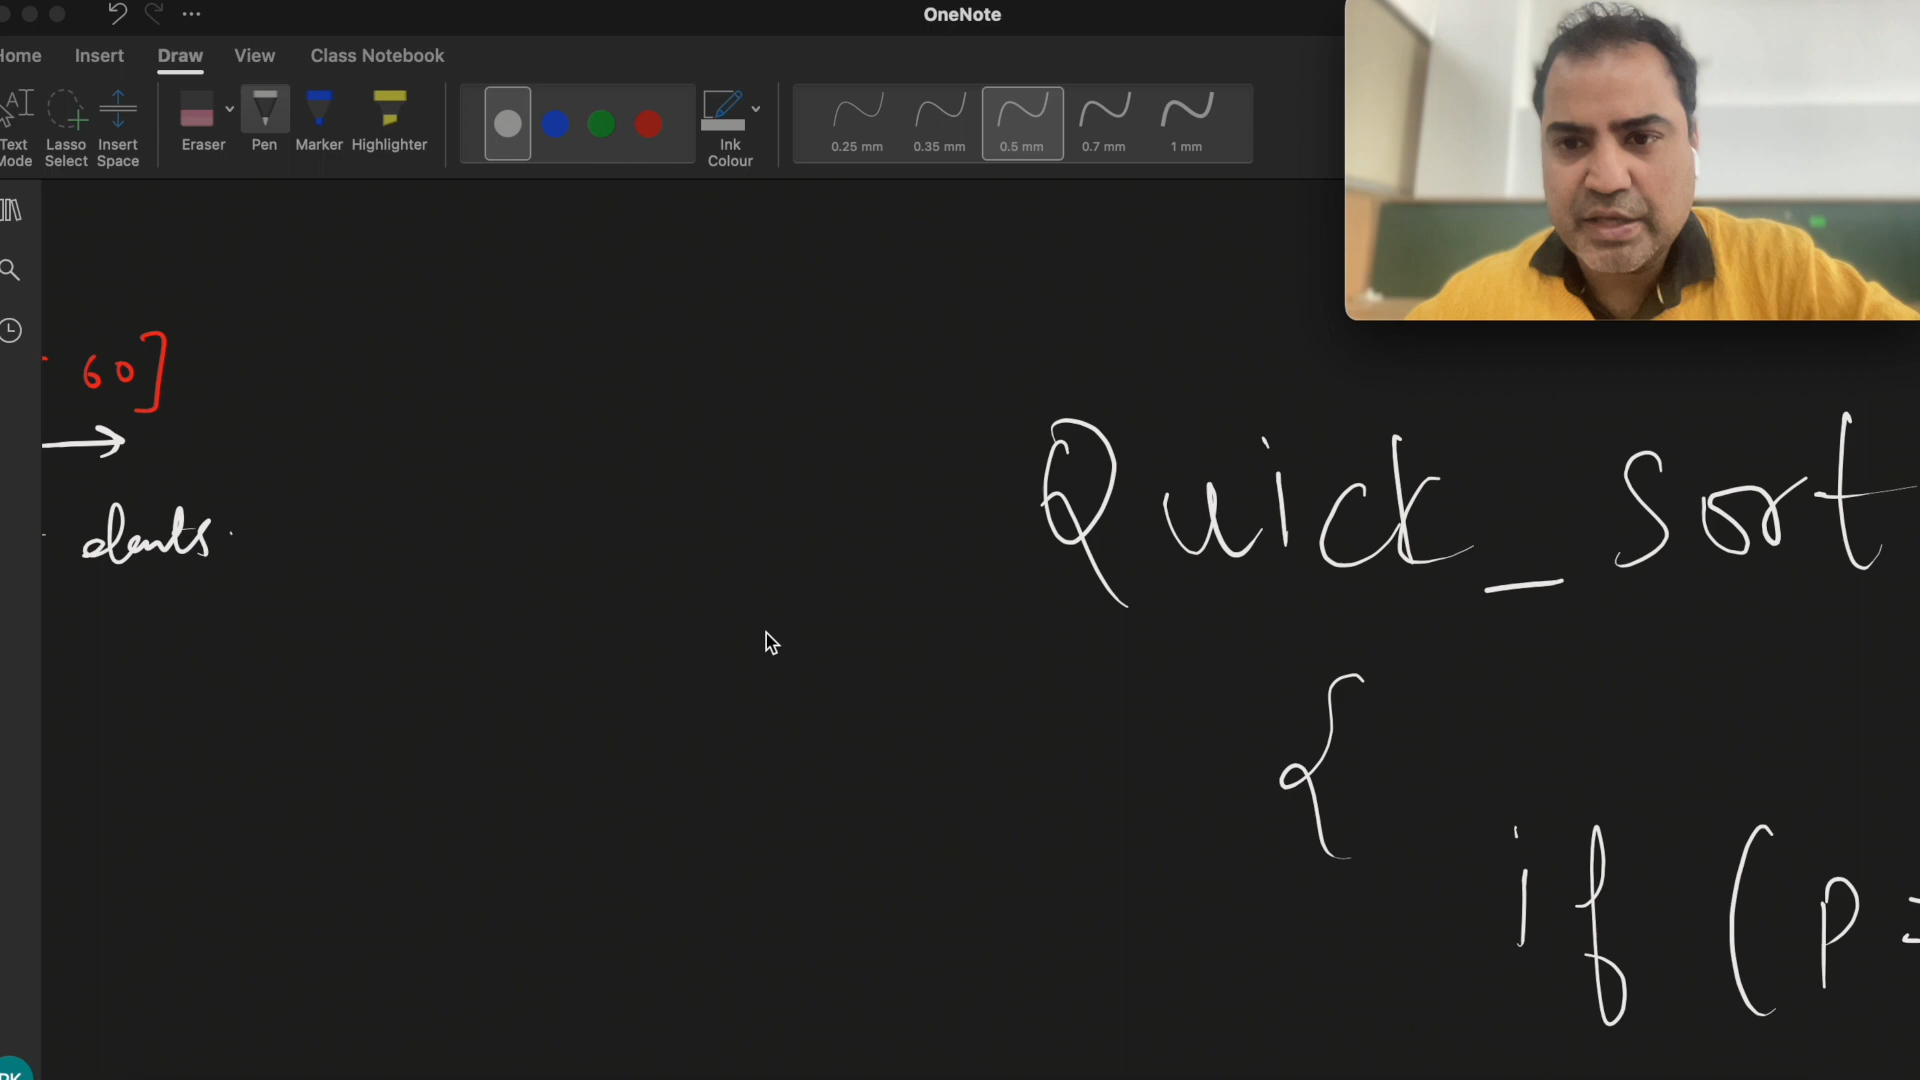 OneNote
Home Insert Draw View Class Notebook
Text Mode
Lasso Select
Insert Space
Eraser
Pen
Marker
Highlighter
Ink Colour
0.25 mm
0.35 mm
0.5 mm
0.7 mm
1 mm
60]
Quick_Sort
{
if (p =